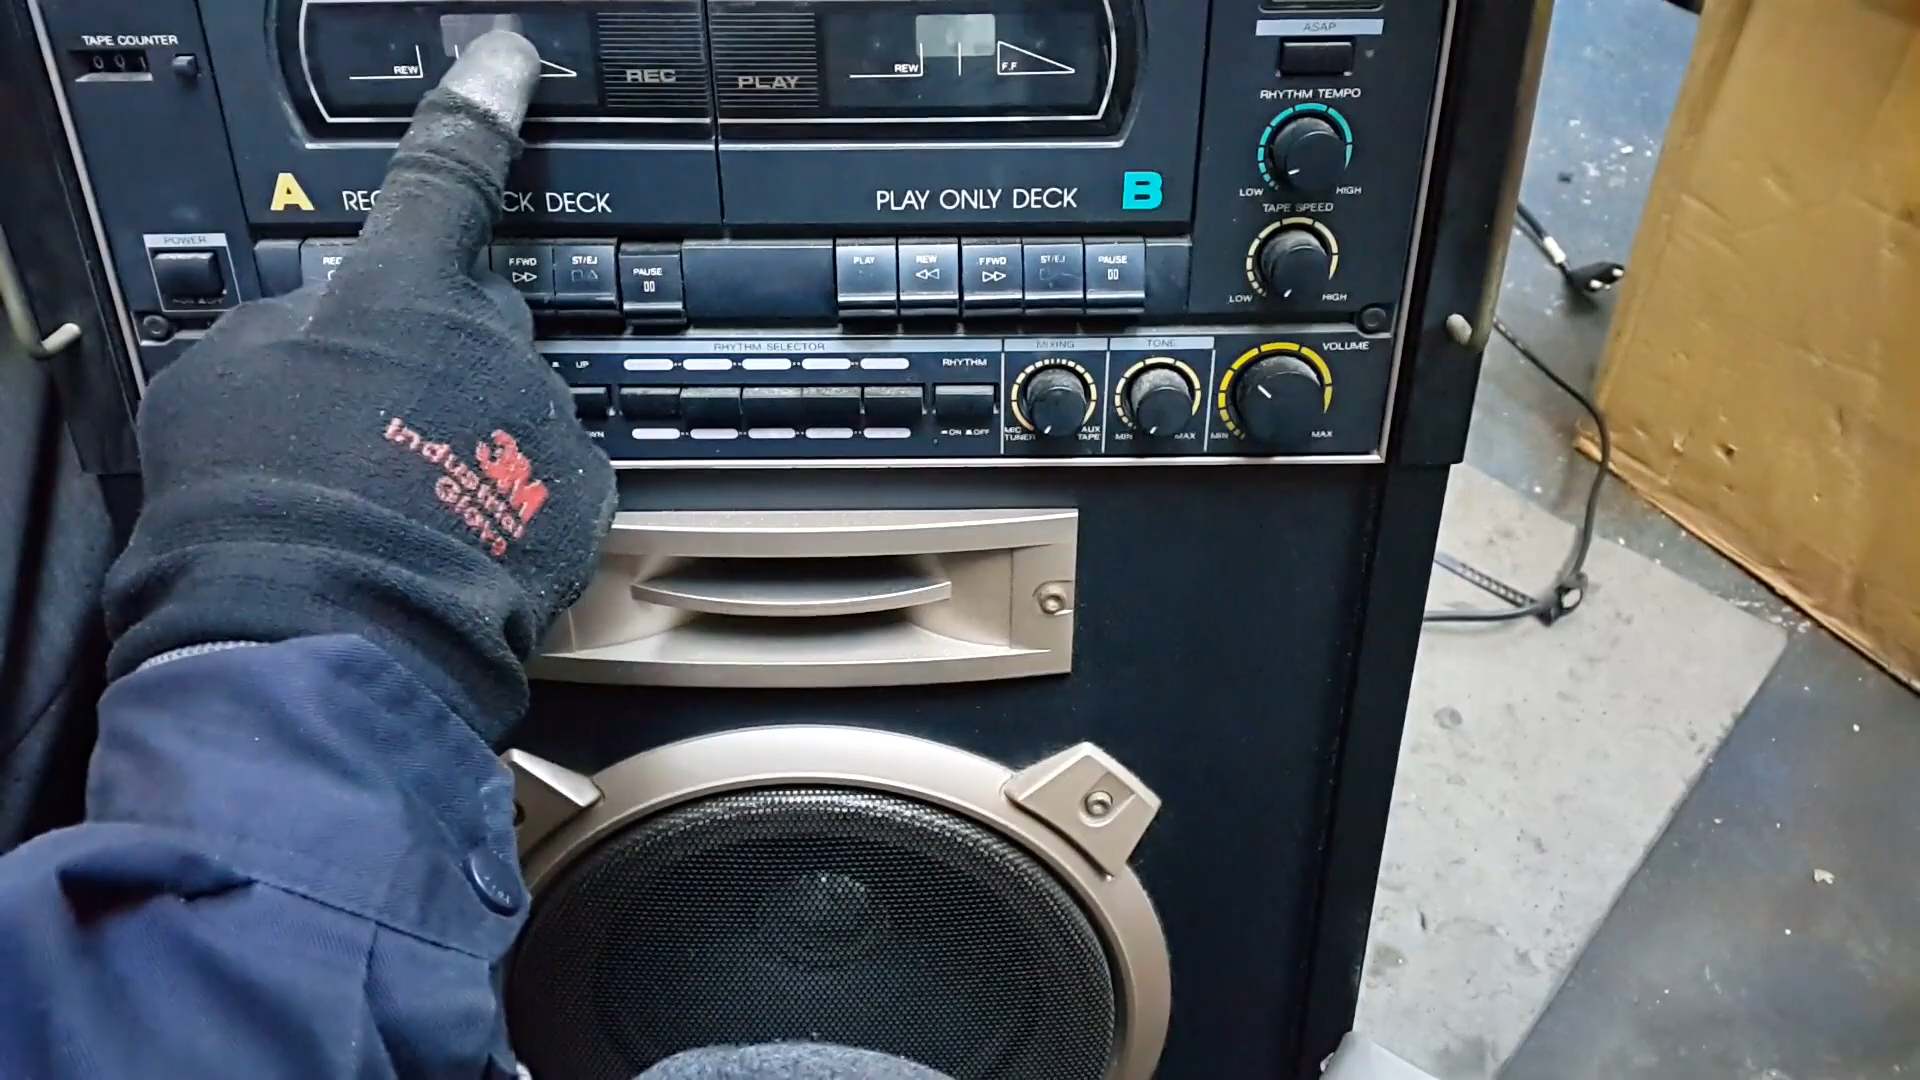 TAPE COUNTER
001
REW
REC
PLAY
REW
F.F
ASAP
RHYTHM TEMPO
LOW
HIGH
A
DECK
PLAY ONLY DECK
B
TAPE SPEED
LOW
HIGH
POWER
F.FWD
ST/EJ
PAUSE
PLAY
REW
F.FWD
ST/EJ
PAUSE
RHYTHM SELECTOR
UP
RHYTHM
ON OFF
MIXING
MIC
TUNER
AUX
TAPE
TONE
MIN
MAX
VOLUME
MIN
MAX
3M
Industrial
Glove